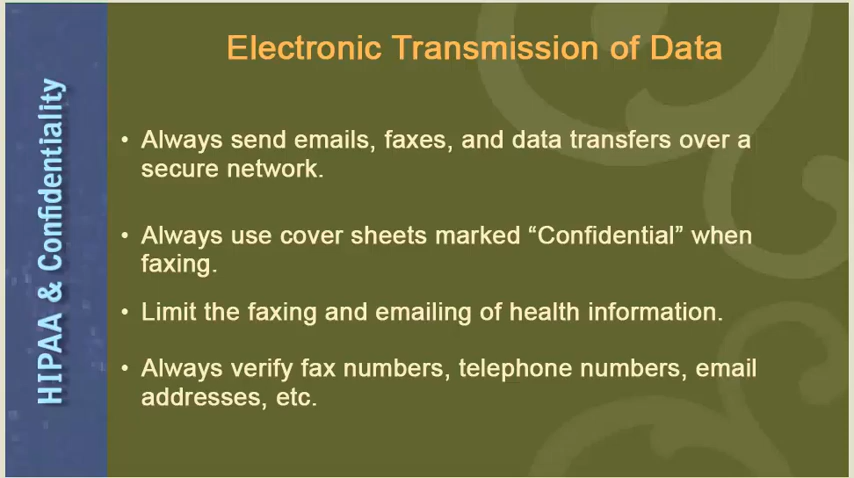 HIPAA & Confidentiality
Electronic Transmission of Data
• Always send emails, faxes, and data transfers over a
secure network.
• Always use cover sheets marked “Confidential” when
faxing.
• Limit the faxing and emailing of health information.
• Always verify fax numbers, telephone numbers, email
addresses, etc.